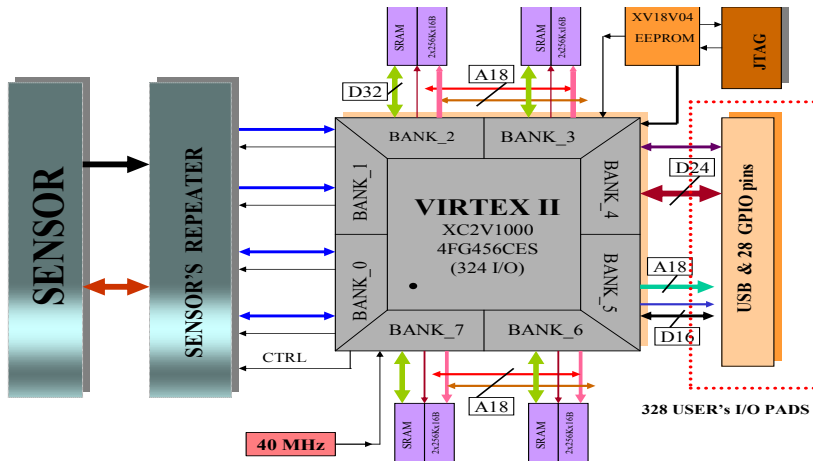 SRAM
2x256Kx16B
SRAM
2x256Kx16B
XV18V04
EEPROM
JTAG
D32
A18
SENSOR
SENSOR'S REPEATER
BANK_2
BANK_3
BANK_1
BANK_4
VIRTEX II
XC2V1000
4FG456CES
(324 I/O)
BANK_0
BANK_5
BANK_7
BANK_6
D24
A18
D16
USB & 28 GPIO pins
CTRL
A18
SRAM
2x256Kx16B
SRAM
2x256Kx16B
328 USER's I/O PADS
40 MHz